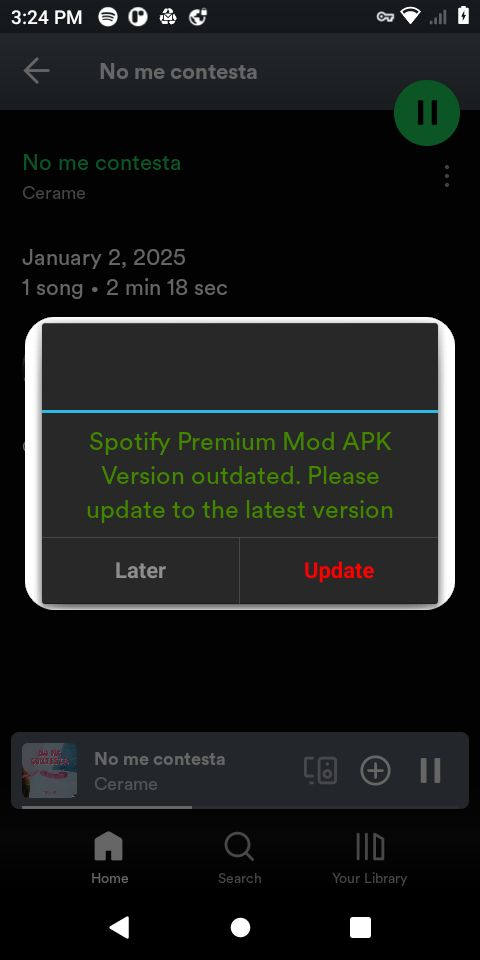 3:24 PM
No me contesta
No me contesta
Cerame
January 2, 2025
1 song • 2 min 18 sec
Spotify Premium Mod APK
Version outdated. Please
update to the latest version
Later
Update
No me contesta
Cerame
Home
Search
Your Library